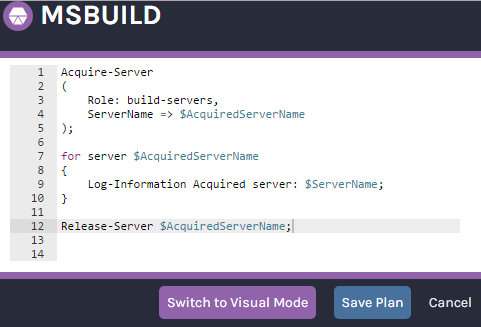 MSBUILD
1 Acquire-Server
2 (
3 Role: build-servers,
4 ServerName => $AcquiredServerName
5 );
6
7 for server $AcquiredServerName
8 {
9 Log-Information Acquired server: $ServerName;
10 }
11
12 Release-Server $AcquiredServerName;
13
14
Switch to Visual Mode Save Plan Cancel